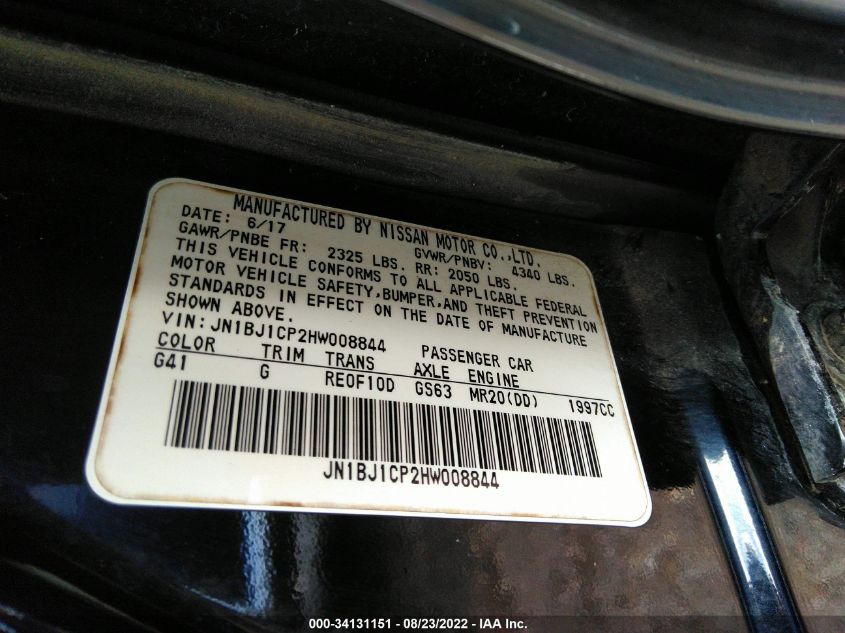 MANUFACTURED BY NISSAN MOTOR CO.,LTD.
DATE: 6/17 GVWR/PNBV: 4340 LBS.
GAWR/PNBE FR: 2325 LBS. RR: 2050 LBS.
THIS VEHICLE CONFORMS TO ALL APPLICABLE FEDERAL
MOTOR VEHICLE SAFETY,BUMPER,AND THEFT PREVENTION
STANDARDS IN EFFECT ON THE DATE OF MANUFACTURE
SHOWN ABOVE.
VIN:JN1BJ1CP2HW008844 PASSENGER CAR
COLOR TRIM TRANS AXLE ENGINE
G41 G RE0F10D GS63 MR20(DD) 1997CC
JN1BJ1CP2HW008844
000-34131151 - 08/23/2022 - IAA Inc.